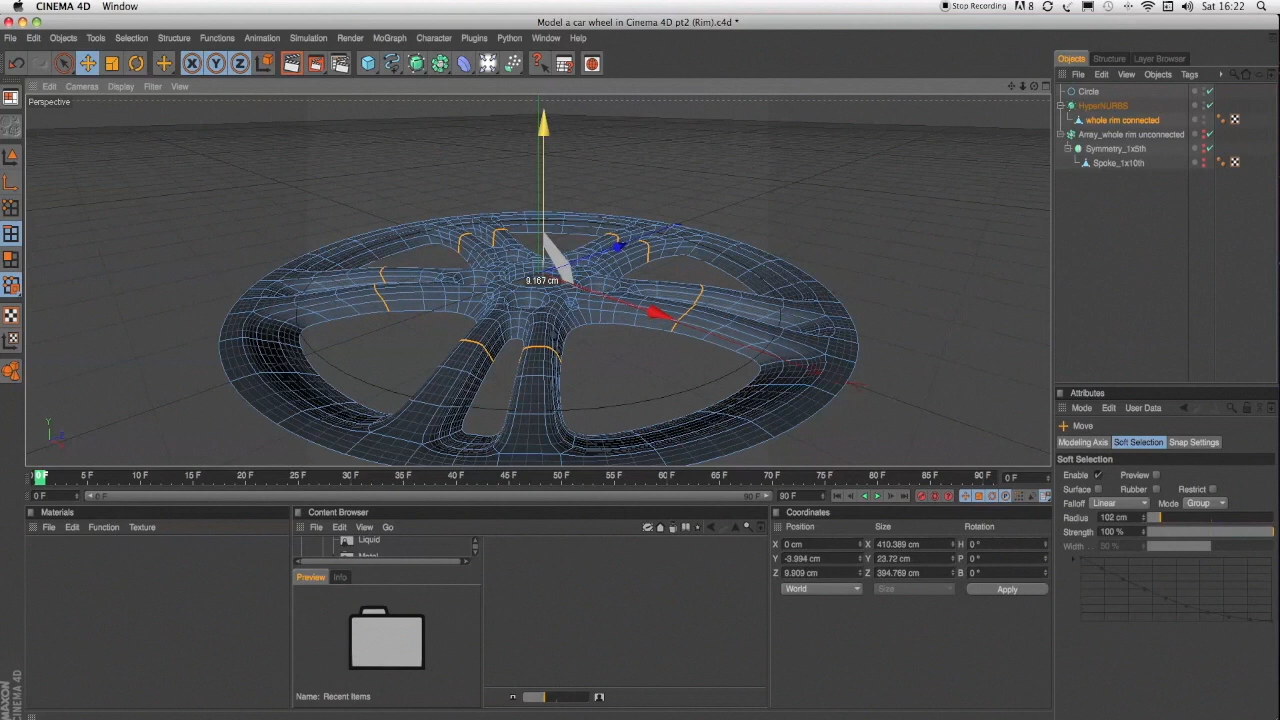 CINEMA 4D Window Stop Recording 8 Sat 16:22
Model a car wheel in Cinema 4D pt2 (Rim).c4d *
File Edit Objects Tools Selection Structure Functions Animation Simulation Render MoGraph Character Plugins Python Window Help
Edit Cameras Display Filter View
Perspective
9.167 cm
Y
0 F 5 F 10 F 15 F 20 F 25 F 30 F 35 F 40 F 45 F 50 F 55 F 60 F 65 F 70 F 75 F 80 F 85 F 90 F 0 F
0 F 0 F 90 F 90 F
Materials
File Edit Function Texture
Content Browser
File Edit View Go
Liquid
Metal
Preview Info
Name: Recent Items
Coordinates
Position Size Rotation
X 0 cm X 410.389 cm H 0 °
Y -3.994 cm Y 23.72 cm P 0 °
Z 9.909 cm Z 394.769 cm B 0 °
World Size Apply
Objects Structure Layer Browser
File Edit View Objects Tags
Circle
HyperNURBS
whole rim connected
Array_whole rim unconnected
Symmetry_1x5th
Spoke_1x10th
Attributes
Mode Edit User Data
Move
Modeling Axis Soft Selection Snap Settings
Soft Selection
Enable Preview
Surface Rubber Restrict
Falloff Linear Mode Group
Radius 102 cm
Strength 100 %
Width 50 %
MAXON
CINEMA 4D